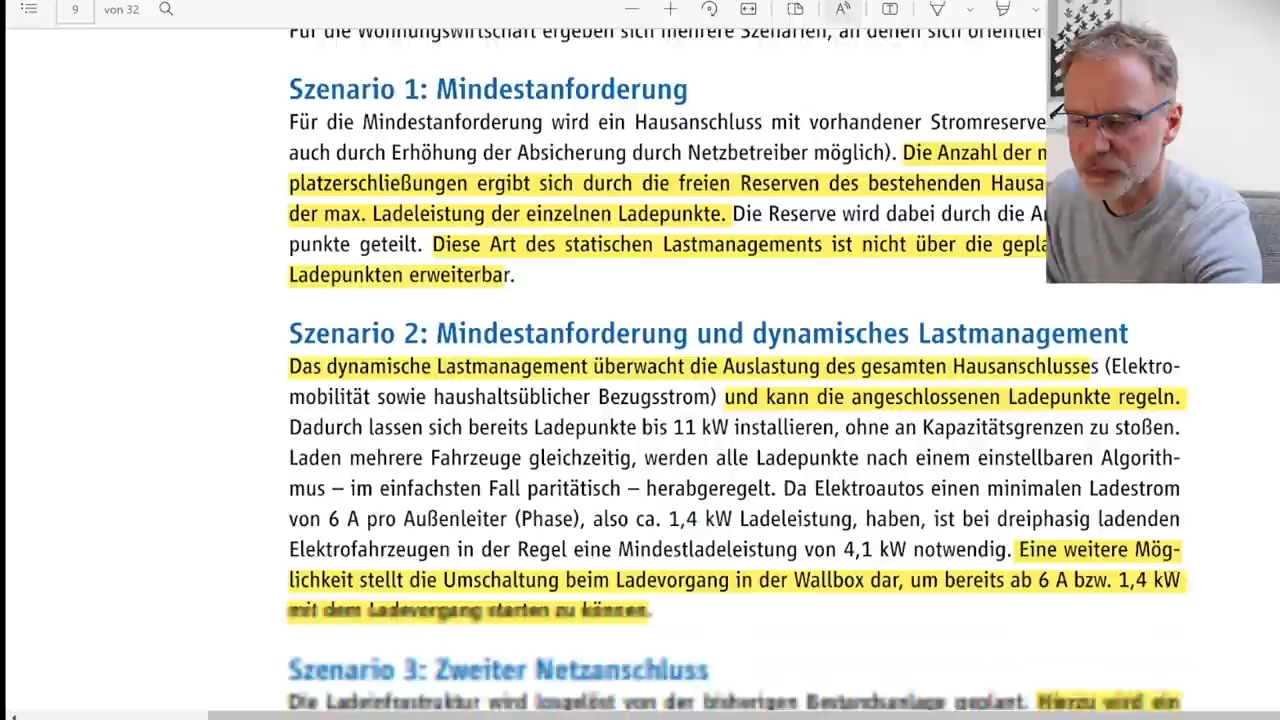 9 von 32
Für die Wohnungswirtschaft ergeben sich mehrere Szenarien, an denen sich orientier
Szenario 1: Mindestanforderung
Für die Mindestanforderung wird ein Hausanschluss mit vorhandener Stromreserve
auch durch Erhöhung der Absicherung durch Netzbetreiber möglich). Die Anzahl der
platzerschließungen ergibt sich durch die freien Reserven des bestehenden Hausa
der max. Ladeleistung der einzelnen Ladepunkte. Die Reserve wird dabei durch die
punkte geteilt. Diese Art des statischen Lastmanagements ist nicht über die gepla
Ladepunkten erweiterbar.
Szenario 2: Mindestanforderung und dynamisches Lastmanagement
Das dynamische Lastmanagement überwacht die Auslastung des gesamten Hausanschlusses (Elektro-
mobilität sowie haushaltsüblicher Bezugsstrom) und kann die angeschlossenen Ladepunkte regeln.
Dadurch lassen sich bereits Ladepunkte bis 11 kW installieren, ohne an Kapazitätsgrenzen zu stoßen.
Laden mehrere Fahrzeuge gleichzeitig, werden alle Ladepunkte nach einem einstellbaren Algorith-
mus – im einfachsten Fall paritätisch – herabgeregelt. Da Elektroautos einen minimalen Ladestrom
von 6 A pro Außenleiter (Phase), also ca. 1,4 kW Ladeleistung, haben, ist bei dreiphasig ladenden
Elektrofahrzeugen in der Regel eine Mindestladeleistung von 4,1 kW notwendig. Eine weitere Mög-
lichkeit stellt die Umschaltung beim Ladevorgang in der Wallbox dar, um bereits ab 6 A bzw. 1,4 kW
mit dem Ladevorgang starten zu können.
Szenario 3: Zweiter Netzanschluss
Die Ladeinfrastruktur wird losgelöst von der bisherigen Bestandsanlage geplant. Hierzu wird ein